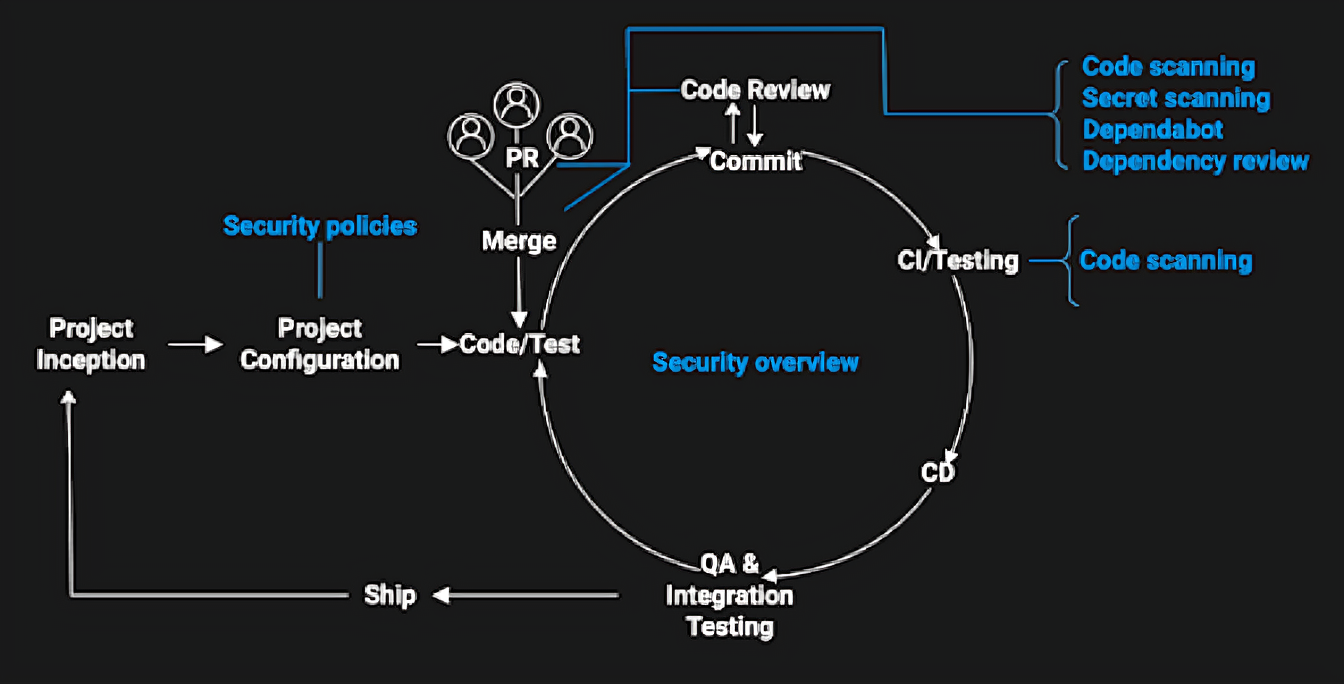 Code scanning
Secret scanning
Dependabot
Dependency review
Code Review
PR
Commit
Security policies
Merge
CI/Testing
Code scanning
Project
Inception
Project
Configuration
Code/Test
Security overview
CD
QA &
Integration
Testing
Ship